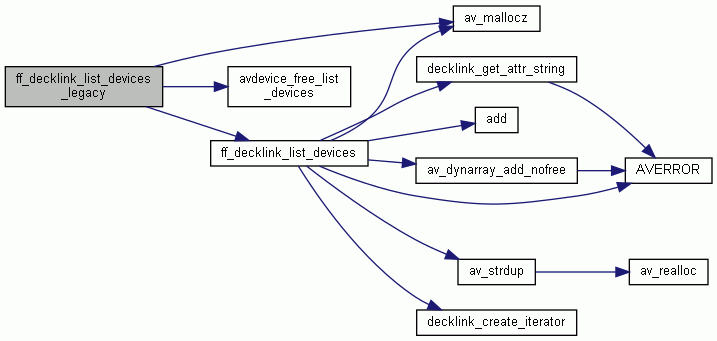 av_mallocz
decklink_get_attr_string
ff_decklink_list_devices
_legacy
avdevice_free_list
_devices
add
ff_decklink_list_devices
av_dynarray_add_nofree
AVERROR
av_strdup
av_realloc
decklink_create_iterator